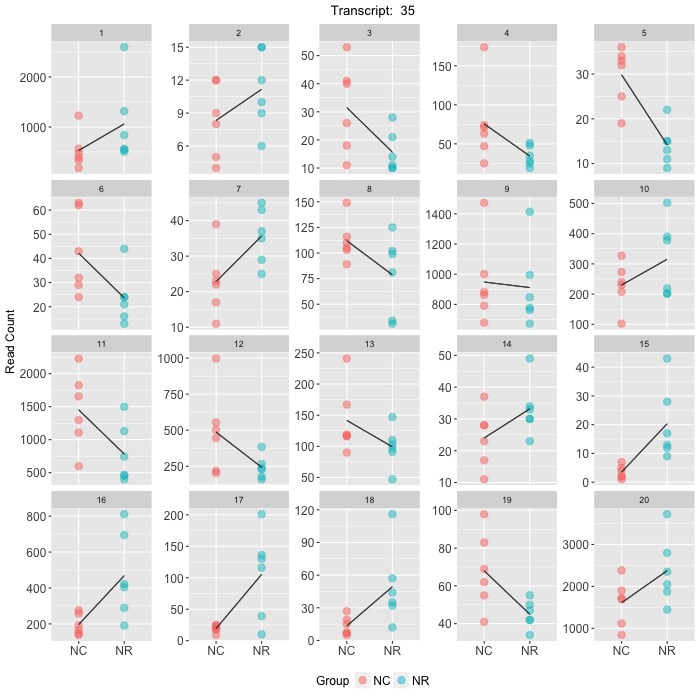 Transcript: 35
1 2 3 4 5
2000 1000
15 12 9 6
50 40 30 20 10
150 100 50
30 20 10
6 7 8 9 10
60 50 40 30 20
40 30 20 10
150 125 100 75 50
1400 1200 1000 800
500 400 300 200 100
Read Count
11 12 13 14 15
2000 1500 1000 500
1000 750 500 250
250 200 150 100 50
50 40 30 20 10
40 30 20 10 0
16 17 18 19 20
800 600 400 200
200 150 100 50 0
120 90 60 30 0
100 80 60 40
3000 2000 1000
NC NR NC NR NC NR NC NR NC NR
Group NC NR